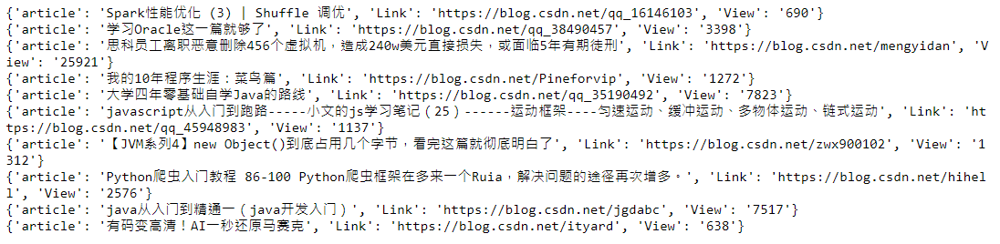 {'article': 'Spark性能优化 (3) | Shuffle 调优', 'Link': 'https://blog.csdn.net/qq_16146103', 'View': '690'}
{'article': '学习Oracle这一篇就够了', 'Link': 'https://blog.csdn.net/qq_38490457', 'View': '3398'}
{'article': '思科员工离职恶意删除456个虚拟机，造成240w美元直接损失，或面临5年有期徒刑', 'Link': 'https://blog.csdn.net/mengyidan', 'V
iew': '25921'}
{'article': '我的10年程序生涯：菜鸟篇', 'Link': 'https://blog.csdn.net/Pineforvip', 'View': '1272'}
{'article': '大学四年零基础自学Java的路线', 'Link': 'https://blog.csdn.net/qq_35190492', 'View': '7823'}
{'article': 'javascript从入门到跑路-----小文的js学习笔记（25）------运动框架----匀速运动、缓冲运动、多物体运动、链式运动', 'Link': 'ht
tps://blog.csdn.net/qq_45948983', 'View': '1137'}
{'article': '【JVM系列4】new Object()到底占用几个字节，看完这篇就彻底明白了', 'Link': 'https://blog.csdn.net/zwx900102', 'View': '1
312'}
{'article': 'Python爬虫入门教程 86-100 Python爬虫框架在多来一个Ruia，解决问题的途径再次增多。', 'Link': 'https://blog.csdn.net/hihel
l', 'View': '2576'}
{'article': 'java从入门到精通一（java开发入门）', 'Link': 'https://blog.csdn.net/jgdabc', 'View': '7517'}
{'article': '有码变高清！AI一秒还原马赛克', 'Link': 'https://blog.csdn.net/ityard', 'View': '638'}